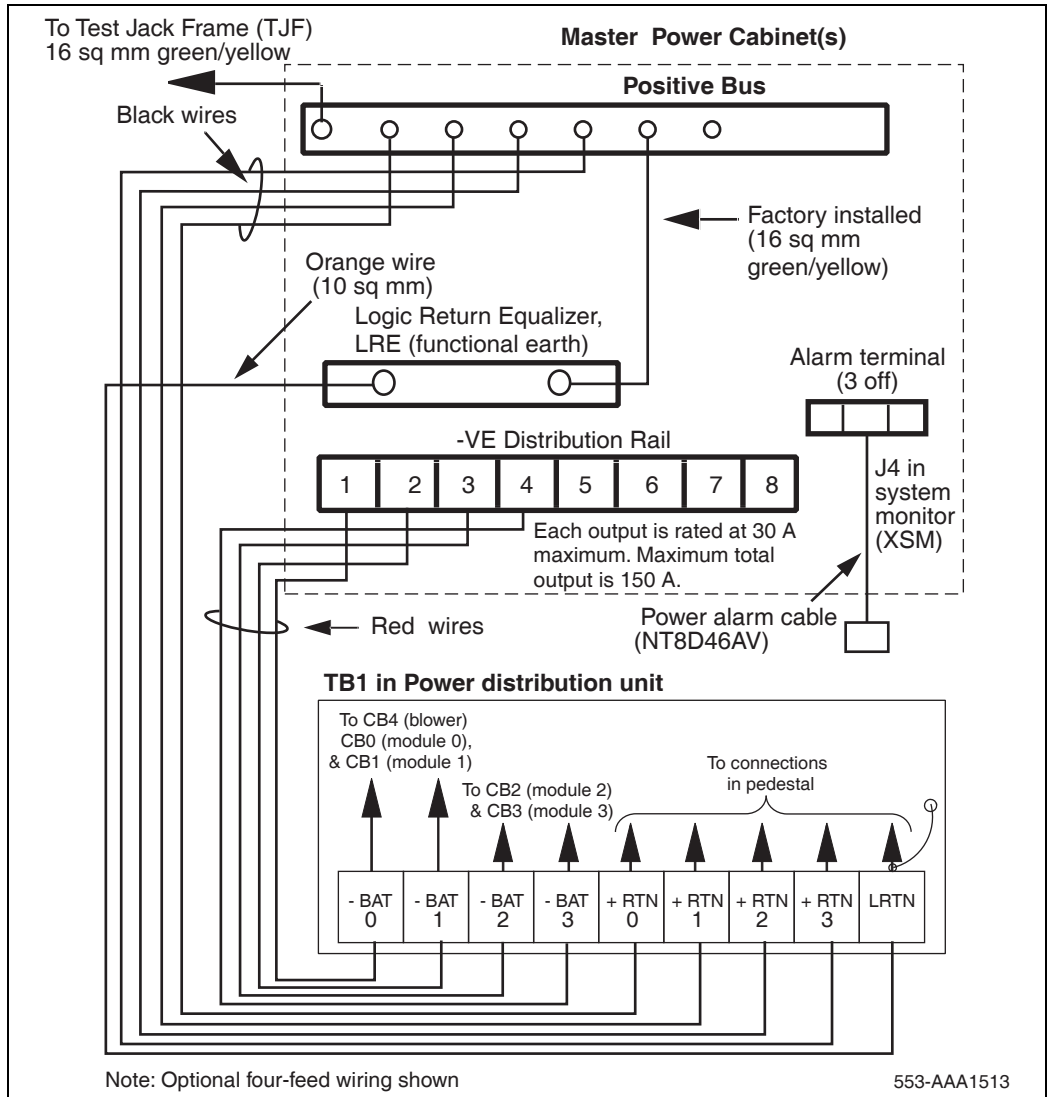 To Test Jack Frame (TJF)
16 sq mm green/yellow
Master Power Cabinet(s)
Positive Bus
Black wires
Factory installed
(16 sq mm
green/yellow)
Orange wire
(10 sq mm)
Logic Return Equalizer,
LRE (functional earth)
Alarm terminal
(3 off)
-VE Distribution Rail
1 2 3 4 5 6 7 8
J4 in
system
monitor
(XSM)
Each output is rated at 30 A
maximum. Maximum total
output is 150 A.
Red wires
Power alarm cable
(NT8D46AV)
TB1 in Power distribution unit
To CB4 (blower)
CB0 (module 0),
& CB1 (module 1)
To CB2 (module 2)
& CB3 (module 3)
To connections
in pedestal
- BAT 0
- BAT 1
- BAT 2
- BAT 3
+ RTN 0
+ RTN 1
+ RTN 2
+ RTN 3
LRTN
Note: Optional four-feed wiring shown
553-AAA1513